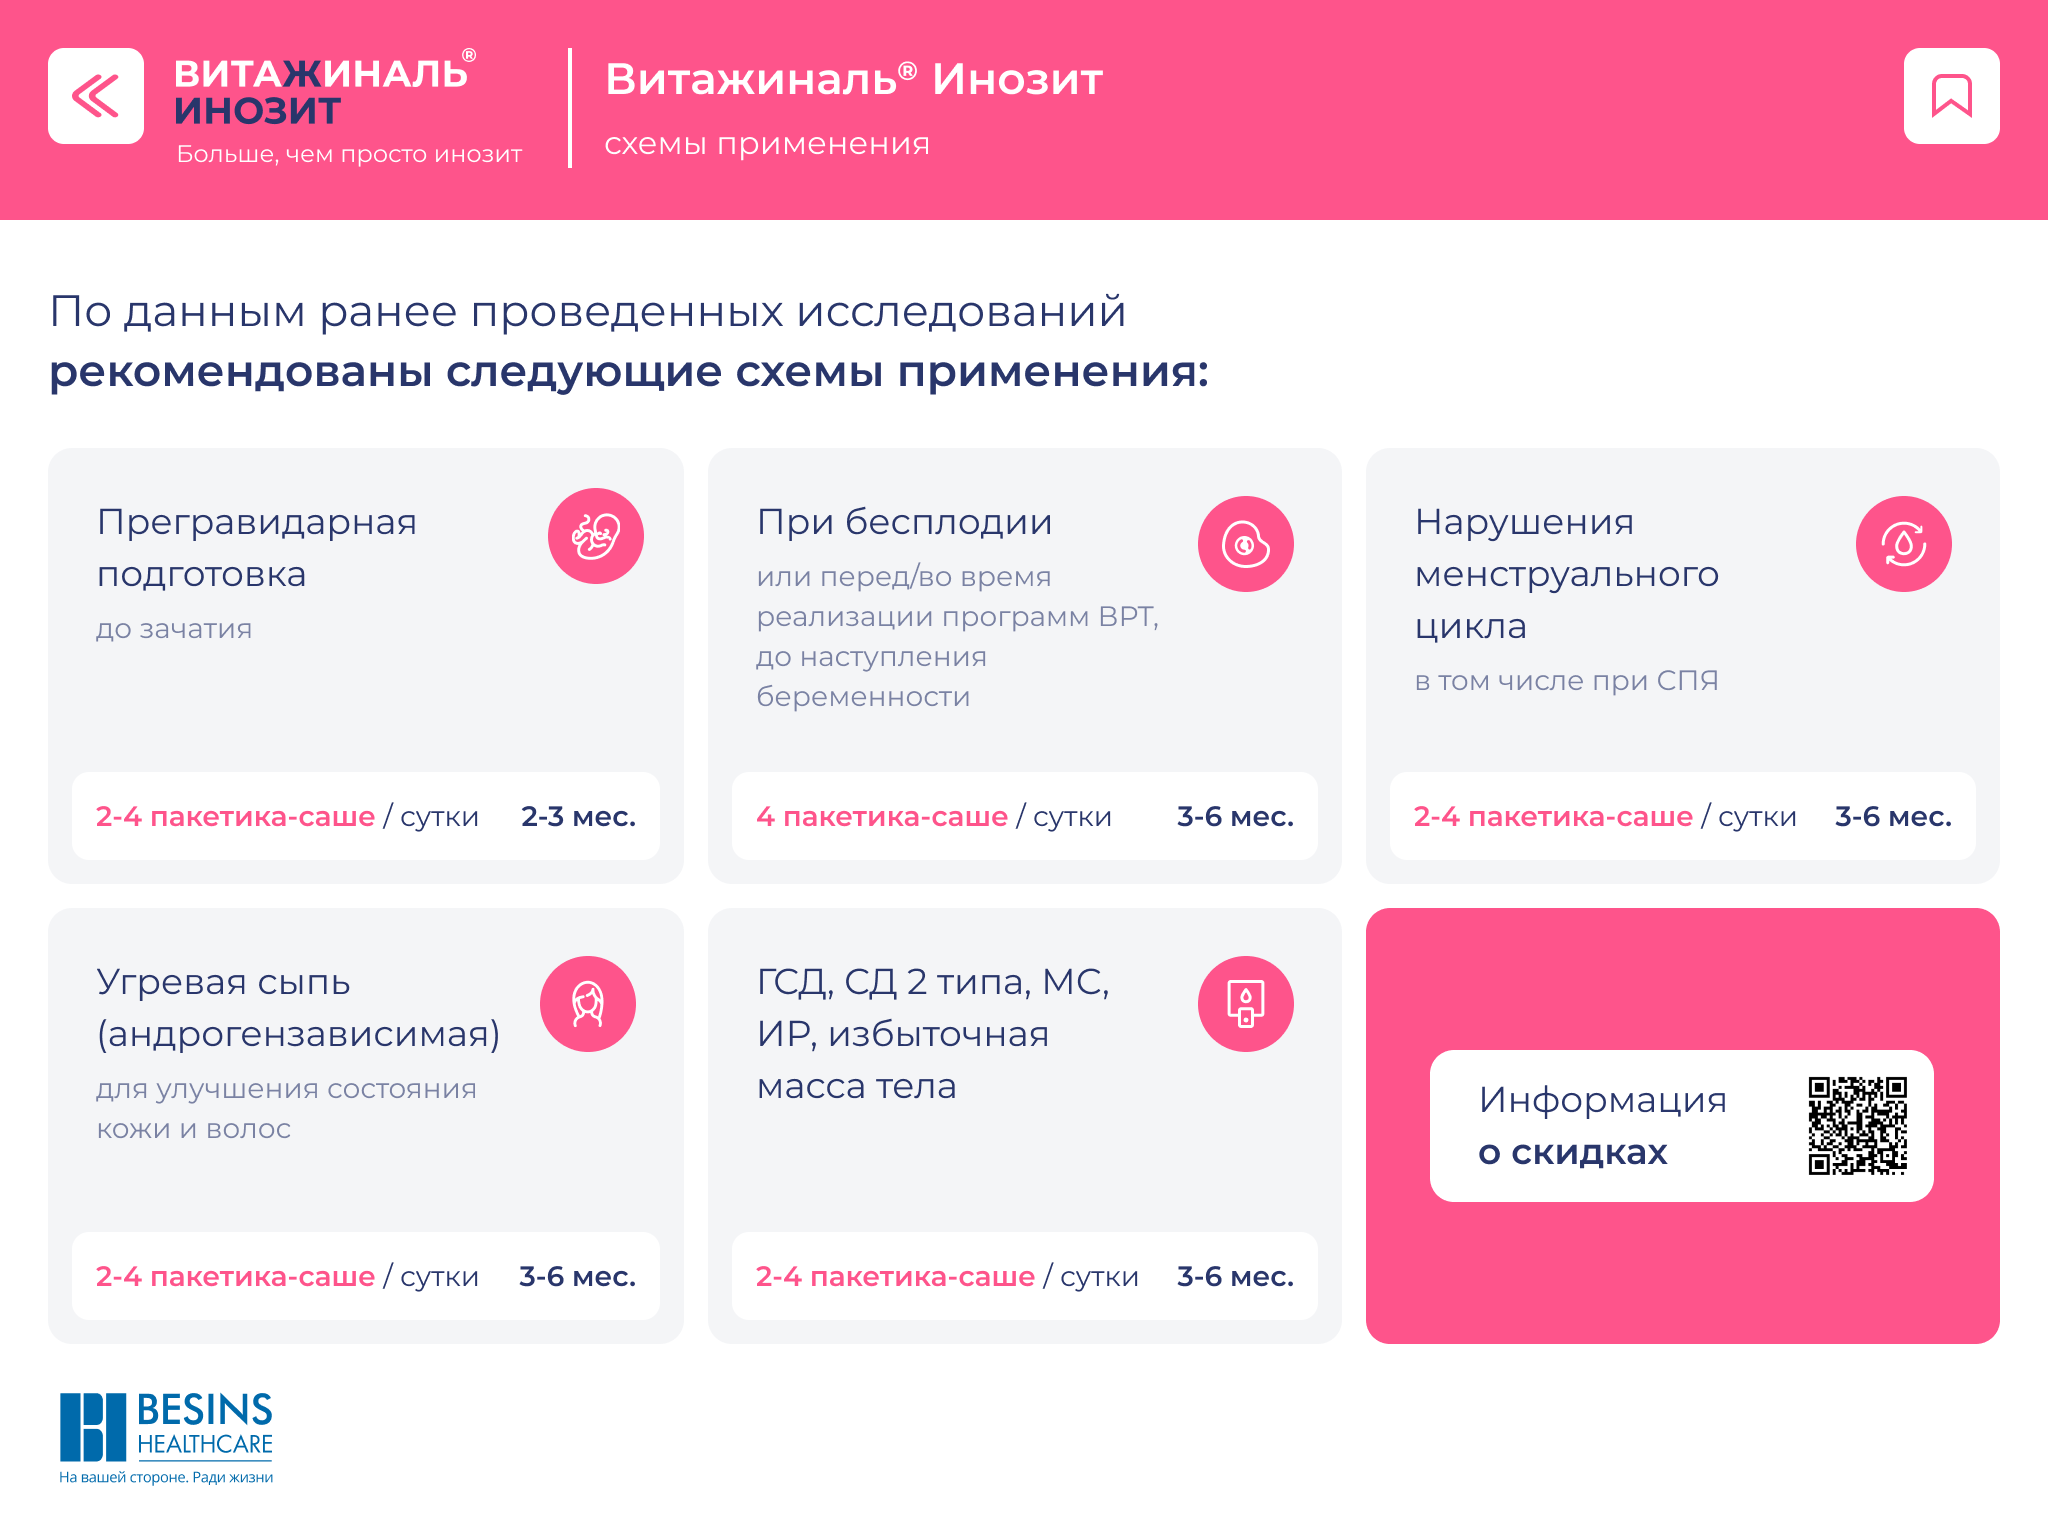 ВИТАЖИНАЛЬ®
ИНОЗИТ
Больше, чем просто инозит
Витажиналь® Инозит
схемы применения
По данным ранее проведенных исследований
рекомендованы следующие схемы применения:
Прегравидарная
подготовка
до зачатия
2-4 пакетика-саше / сутки 2-3 мес.
При бесплодии
или перед/во время
реализации программ ВРТ,
до наступления
беременности
4 пакетика-саше / сутки 3-6 мес.
Нарушения
менструального
цикла
в том числе при СПЯ
2-4 пакетика-саше / сутки 3-6 мес.
Угревая сыпь
(андрогензависимая)
для улучшения состояния
кожи и волос
2-4 пакетика-саше / сутки 3-6 мес.
ГСД, СД 2 типа, МС,
ИР, избыточная
масса тела
2-4 пакетика-саше / сутки 3-6 мес.
Информация
о скидках
BESINS
HEALTHCARE
На вашей стороне. Ради жизни